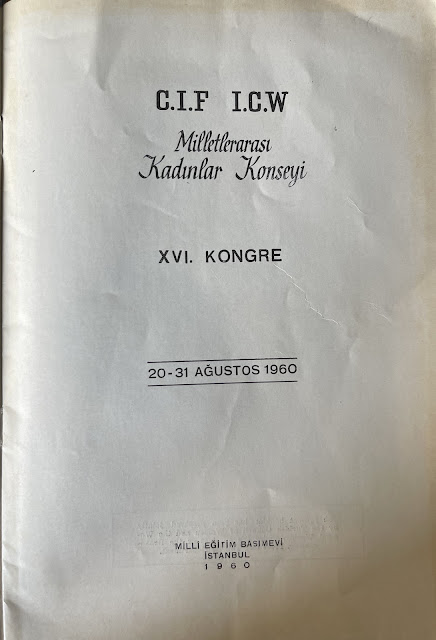 C.I.F I.C.W
Milletlerarası
Kadınlar Konseyi
XVI. KONGRE
20-31 AĞUSTOS 1960
MİLLİ EĞİTİM BASIMEVİ
İSTANBUL
1960